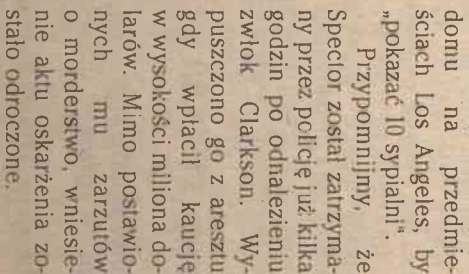 domu na przedmie-
ściach Los Angeles, by
„pokazać 10 sypialni".
Przypomnijmy, że
Spector został zatrzyma-
ny przez policję już kilka
godzin po odnalezieniu
zwłok Clarkson. Wy-
puszczono go z aresztu
gdy wpłacił kaucję
w wysokości miliona do-
larów. Mimo postawio-
nych mu zarzutów
o morderstwo, wniesie-
nie aktu oskarżenia zo-
stało odroczone.